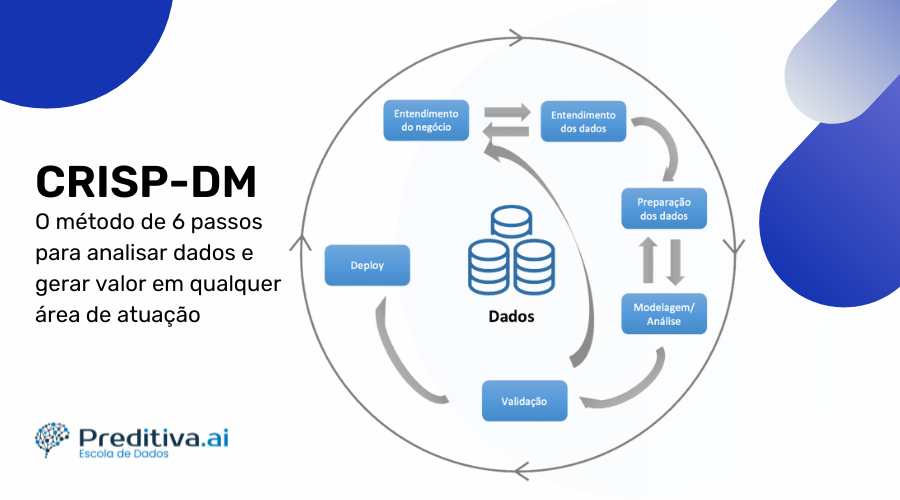 CRISP-DM
O método de 6 passos
para analisar dados e
gerar valor em qualquer
área de atuação
Entendimento
do negócio
Entendimento
dos dados
Preparação
dos dados
Modelagem/
Análise
Validação
Deploy
Dados
Preditiva.ai
Escola de Dados